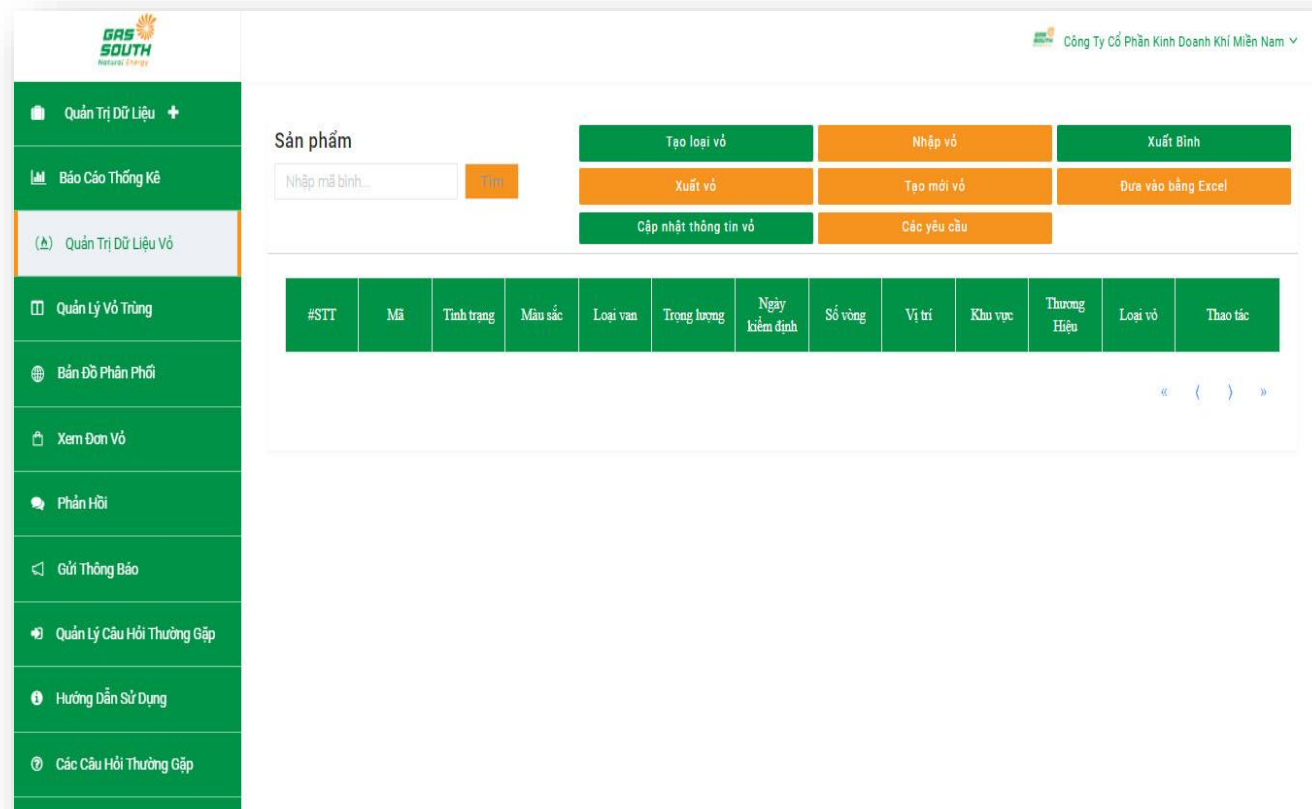 GAS
SOUTH
Natural Energy
Công Ty Cổ Phần Kinh Doanh Khí Miền Nam
Quản Trị Dữ Liệu
Báo Cáo Thống Kê
Quản Trị Dữ Liệu Vỏ
Quản Lý Vỏ Trùng
Bản Đồ Phân Phối
Xem Đơn Vỏ
Phản Hồi
Gửi Thông Báo
Quản Lý Câu Hỏi Thường Gặp
Hướng Dẫn Sử Dụng
Các Câu Hỏi Thường Gặp
Sản phẩm
Nhập mã bình...
Tìm
Tạo loại vỏ
Nhập vỏ
Xuất Bình
Xuất vỏ
Tạo mới vỏ
Đưa vào bằng Excel
Cập nhật thông tin vỏ
Các yêu cầu
#STT
Mã
Tình trạng
Màu sắc
Loại van
Trọng lượng
Ngày
kiểm định
Số vòng
Vị trí
Khu vực
Thương
Hiệu
Loại vỏ
Thao tác
« ⟨ ⟩ »